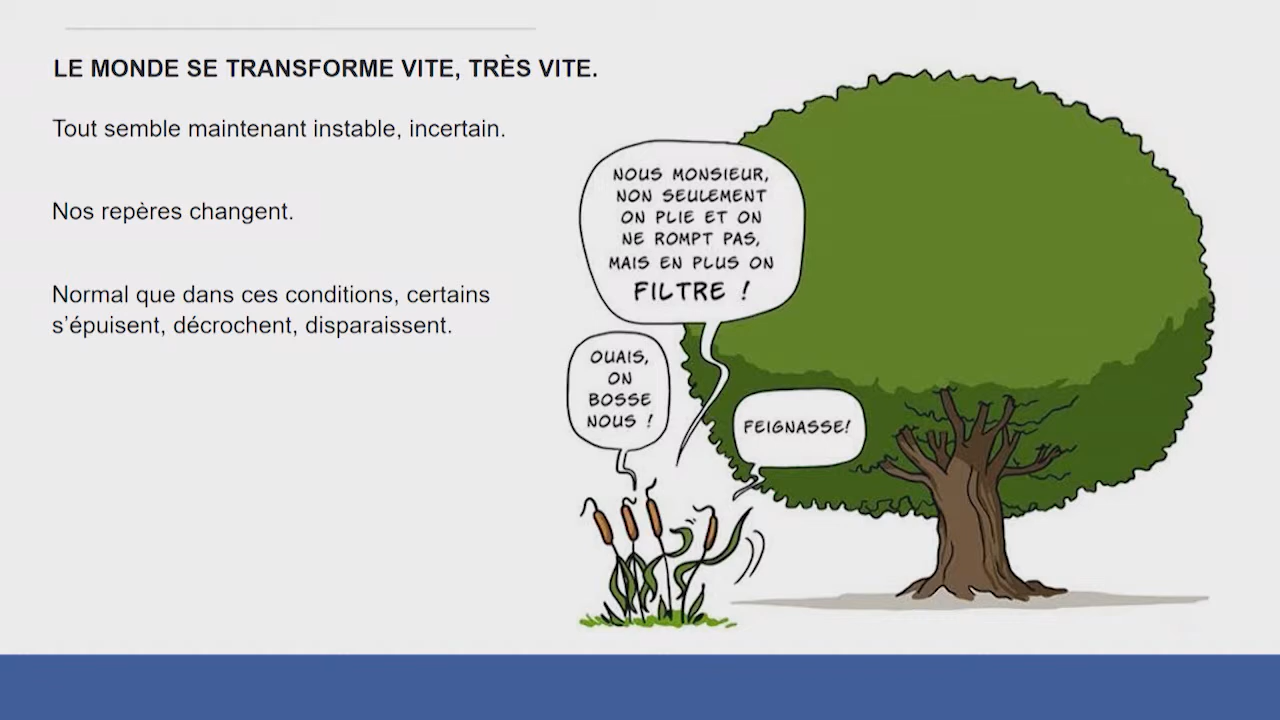 LE MONDE SE TRANSFORME VITE, TRÈS VITE.
Tout semble maintenant instable, incertain.
Nos repères changent.
Normal que dans ces conditions, certains
s’épuisent, décrochent, disparaissent.
NOUS MONSIEUR,
NON SEULEMENT
ON PLIE ET ON
NE ROMPT PAS,
MAIS EN PLUS ON
FILTRE !
OUAIS,
ON
BOSSE
NOUS !
FEIGNASSE!